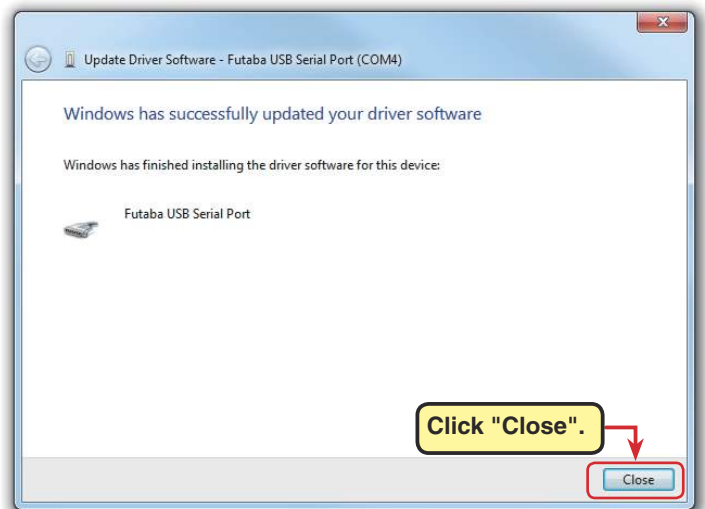 Update Driver Software - Futaba USB Serial Port (COM4)
Windows has successfully updated your driver software
Windows has finished installing the driver software for this device:
Futaba USB Serial Port
Click "Close".
Close